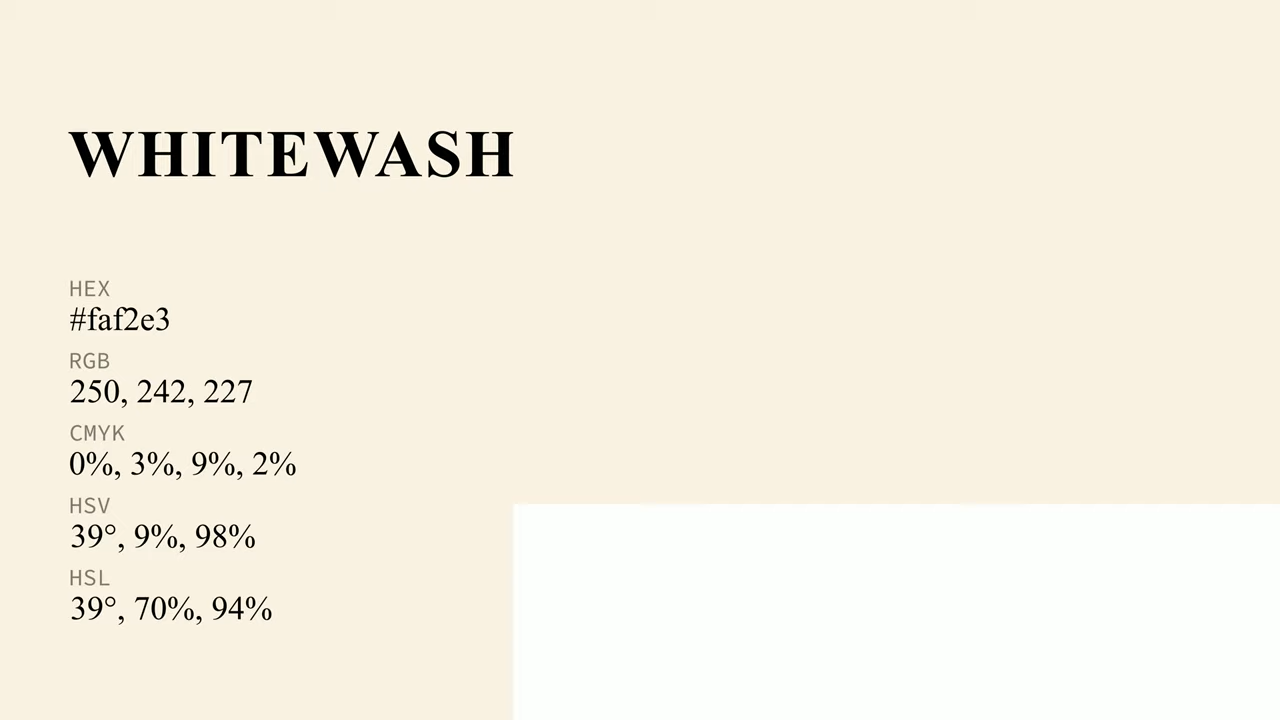 WHITEWASH
HEX
#faf2e3
RGB
250, 242, 227
CMYK
0%, 3%, 9%, 2%
HSV
39°, 9%, 98%
HSL
39°, 70%, 94%